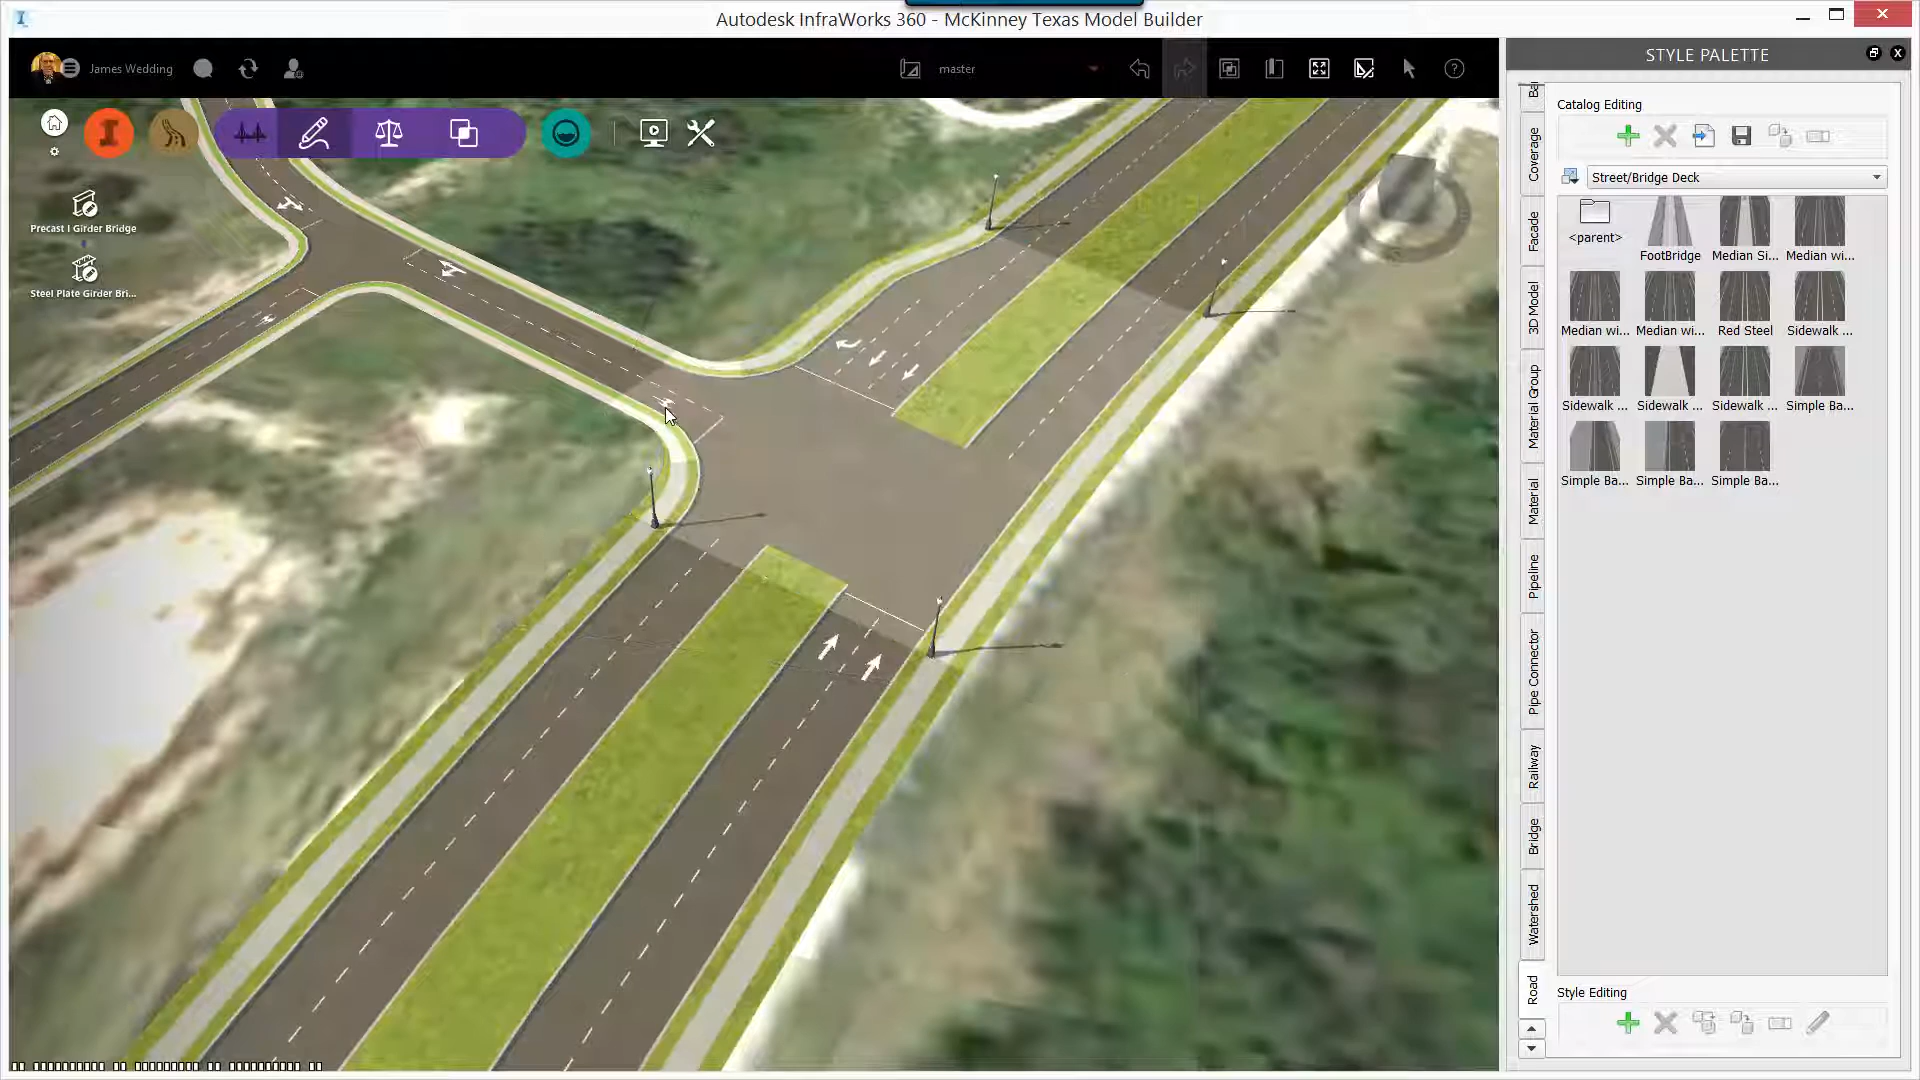 Autodesk InfraWorks 360 - McKinney Texas Model Builder
James Wedding
master
Precast I Girder Bridge
Steel Plate Girder Bri...
STYLE PALETTE
Catalog Editing
Street/Bridge Deck
<parent>
FootBridge
Median Si...
Median wi...
Median wi...
Median wi...
Red Steel
Sidewalk ...
Sidewalk ...
Sidewalk ...
Sidewalk ...
Simple Ba...
Simple Ba...
Simple Ba...
Simple Ba...
Ba
Coverage
Facade
3D Model
Material Group
Material
Pipeline
Pipe Connector
Railway
Bridge
Watershed
Road
Style Editing